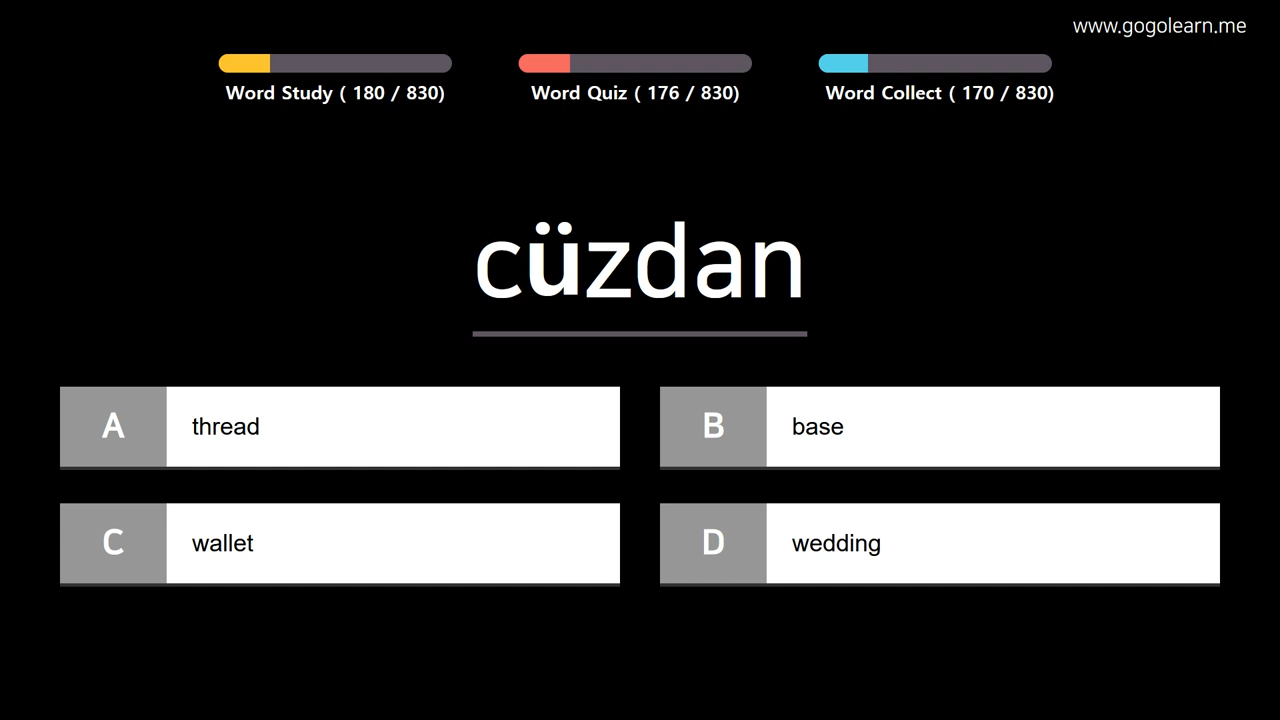 www.gogolearn.me
Word Study ( 180 / 830)
Word Quiz ( 176 / 830)
Word Collect ( 170 / 830)
cüzdan
A thread
B base
C wallet
D wedding